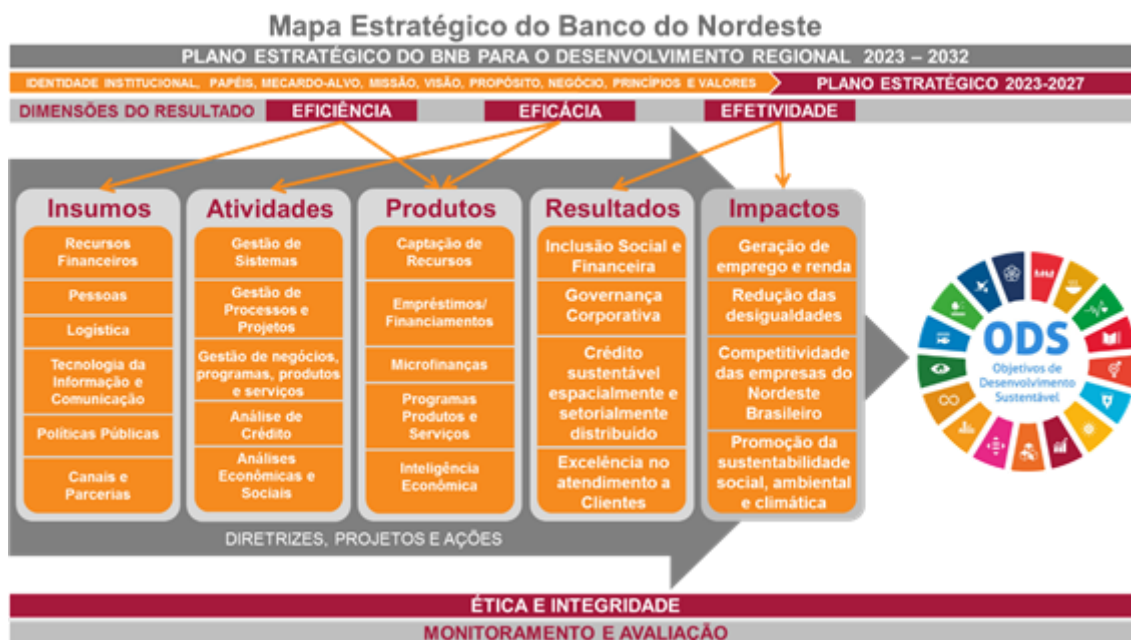 Mapa Estratégico do Banco do Nordeste
PLANO ESTRATÉGICO DO BNB PARA O DESENVOLVIMENTO REGIONAL 2023 – 2032
IDENTIDADE INSTITUCIONAL, PAPÉIS, MECARDO-ALVO, MISSÃO, VISÃO, PROPÓSITO, NEGÓCIO, PRINCÍPIOS E VALORES
PLANO ESTRATÉGICO 2023-2027
DIMENSÕES DO RESULTADO
EFICIÊNCIA
EFICÁCIA
EFETIVIDADE
Insumos
Recursos
Financeiros
Pessoas
Logística
Tecnologia da
Informação e
Comunicação
Políticas Públicas
Canais e
Parcerias
Atividades
Gestão de
Sistemas
Gestão de
Processos e
Projetos
Gestão de negócios,
programas, produtos
e serviços
Análise de
Crédito
Análises
Econômicas e
Sociais
Produtos
Captação de
Recursos
Empréstimos/
Financiamentos
Microfinanças
Programas
Produtos e
Serviços
Inteligência
Econômica
Resultados
Inclusão Social e
Financeira
Governança
Corporativa
Crédito
sustentável
espacialmente e
setorialmente
distribuído
Excelência no
atendimento a
Clientes
Impactos
Geração de
emprego e renda
Redução das
desigualdades
Competitividade
das empresas do
Nordeste
Brasileiro
Promoção da
sustentabilidade
social, ambiental
e climática
ODS
Objetivos de
Desenvolvimento
Sustentável
DIRETRIZES, PROJETOS E AÇÕES
ÉTICA E INTEGRIDADE
MONITORAMENTO E AVALIAÇÃO